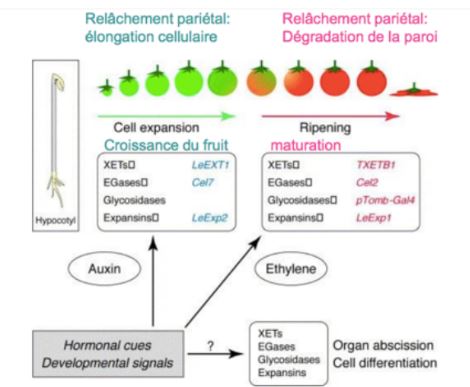 Relâchement pariétal:
élongation cellulaire
Relâchement pariétal:
Dégradation de la paroi
Cell expansion
Croissance du fruit
Ripening
maturation
Hypocotyl
XETs LeEXT1
EGases Cel7
Glycosidases
Expansins LeExp2
XETs TXETB1
EGases Cel2
Glycosidases pTomb-Gal4
Expansins LeExp1
Auxin
Ethylene
Hormonal cues
Developmental signals
?
XETs
EGases
Glycosidases
Expansins
Organ abscission
Cell differentiation